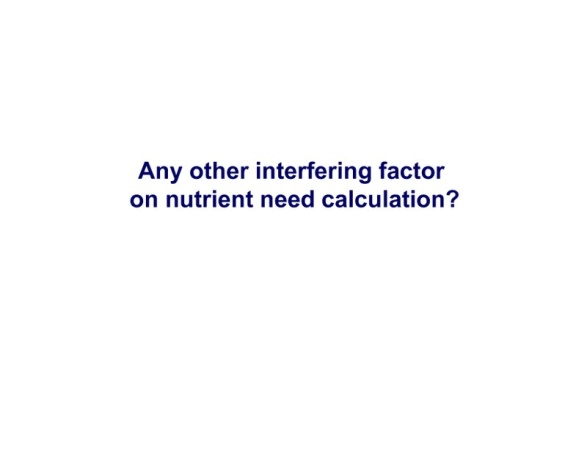 Any other interfering factor
on nutrient need calculation?